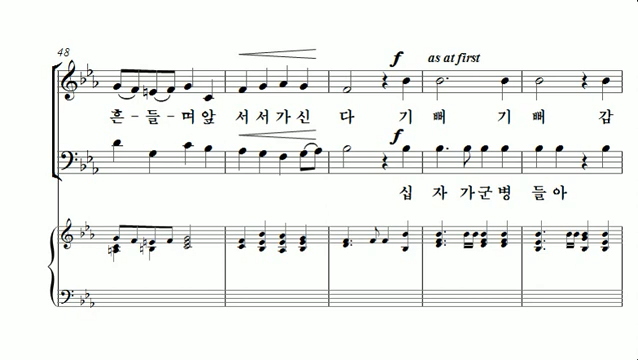 48
f as at first
흔-들-며앞 서서가신 다 기 뻐 기 뻐 감
f
십 자 가군병 들아